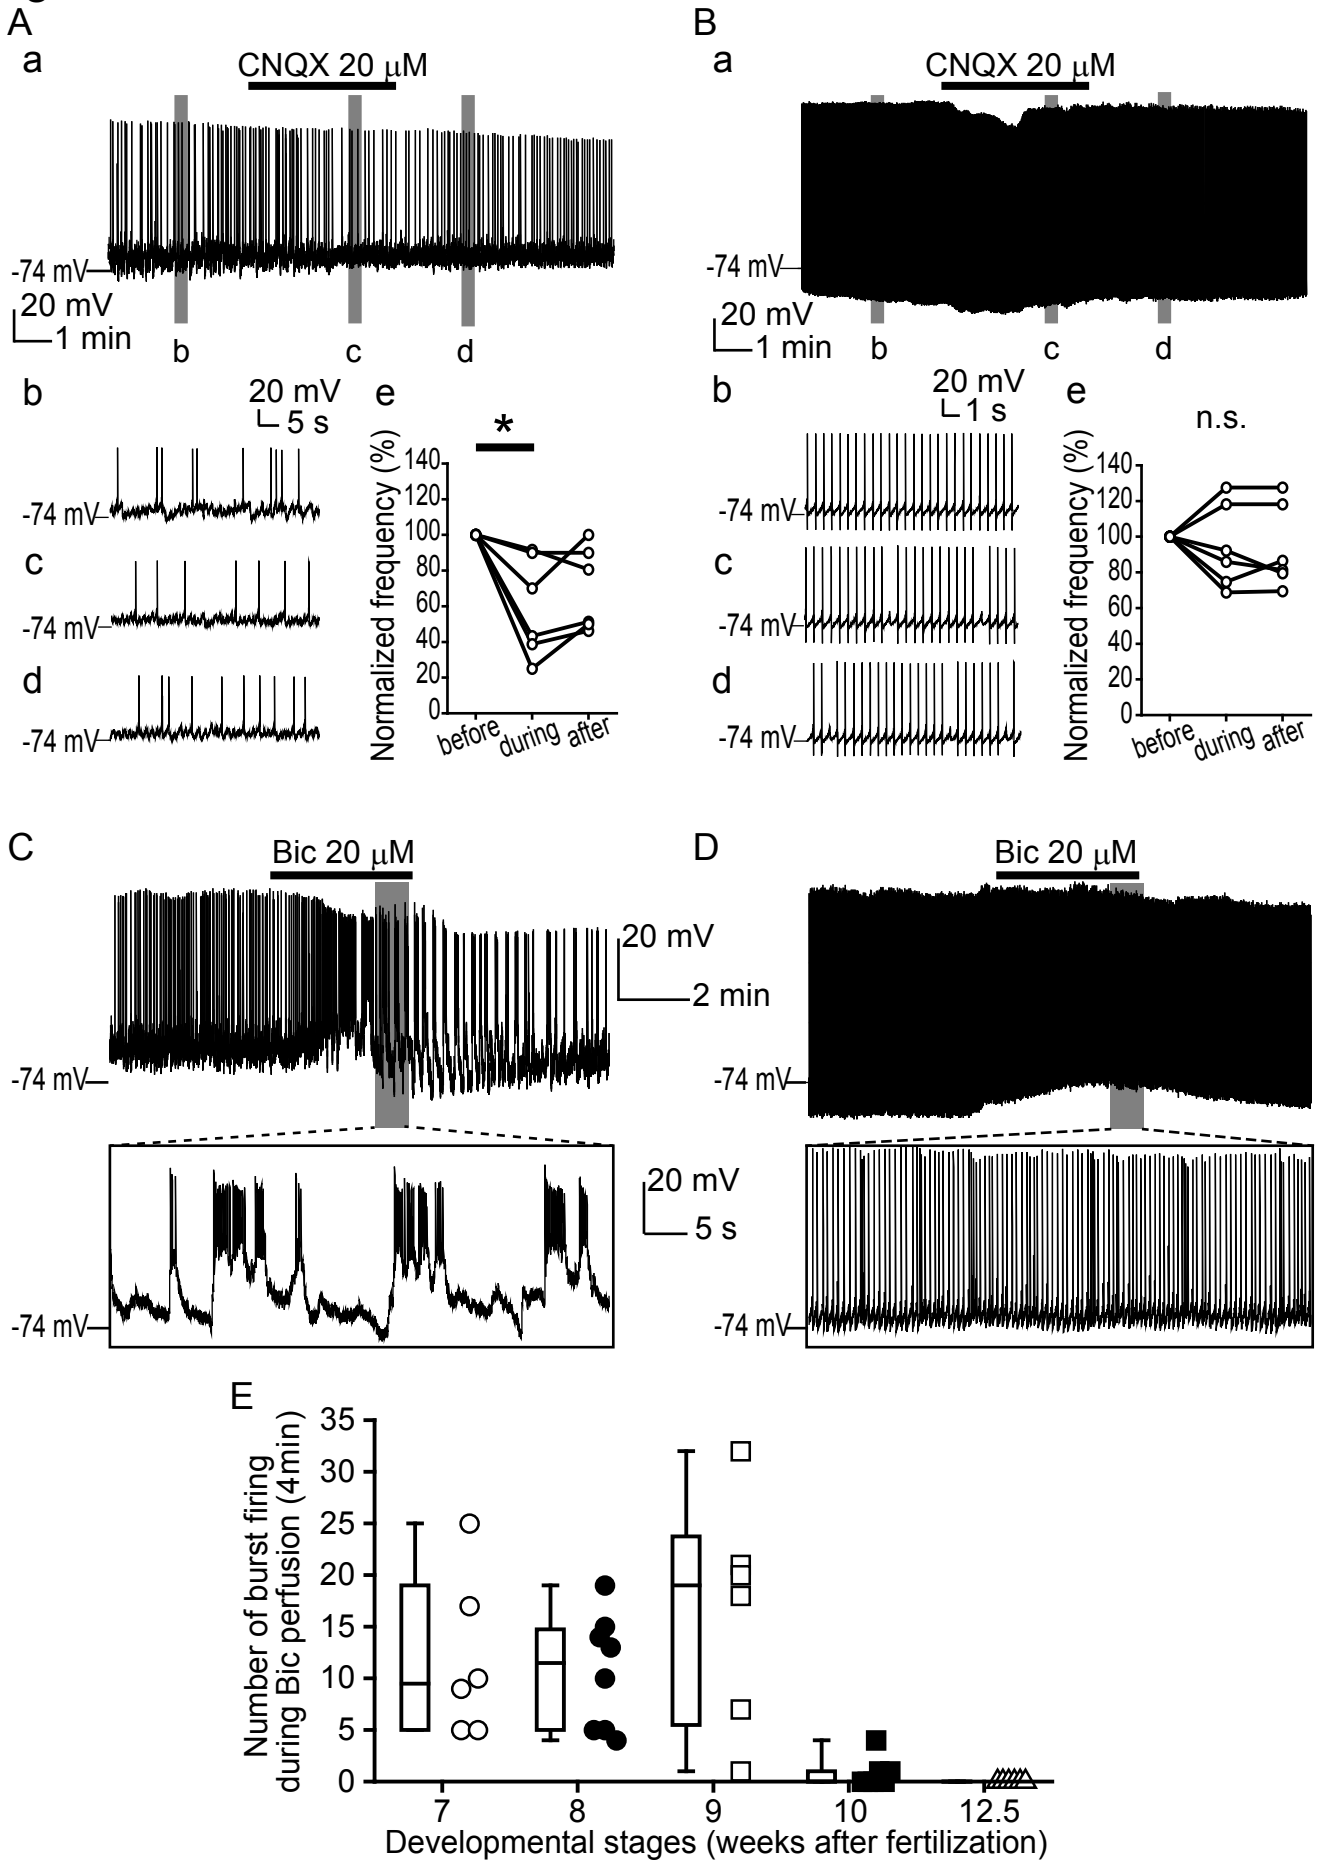 A
a
CNQX 20 μM
-74 mV
20 mV
1 min
b
c
d
b
20 mV
5 s
-74 mV
c
-74 mV
d
-74 mV
e
*
Normalized frequency (%)
140
120
100
80
60
40
20
0
before
during
after
B
a
CNQX 20 μM
-74 mV
20 mV
1 min
b
c
d
b
20 mV
1 s
-74 mV
c
-74 mV
d
-74 mV
e
n.s.
Normalized frequency (%)
140
120
100
80
60
40
20
0
before
during
after
C
Bic 20 μM
-74 mV
20 mV
2 min
-74 mV
20 mV
5 s
D
Bic 20 μM
-74 mV
-74 mV
E
Number of burst firing
during Bic perfusion (4min)
35
30
25
20
15
10
5
0
7 8 9 10 12.5
Developmental stages (weeks after fertilization)